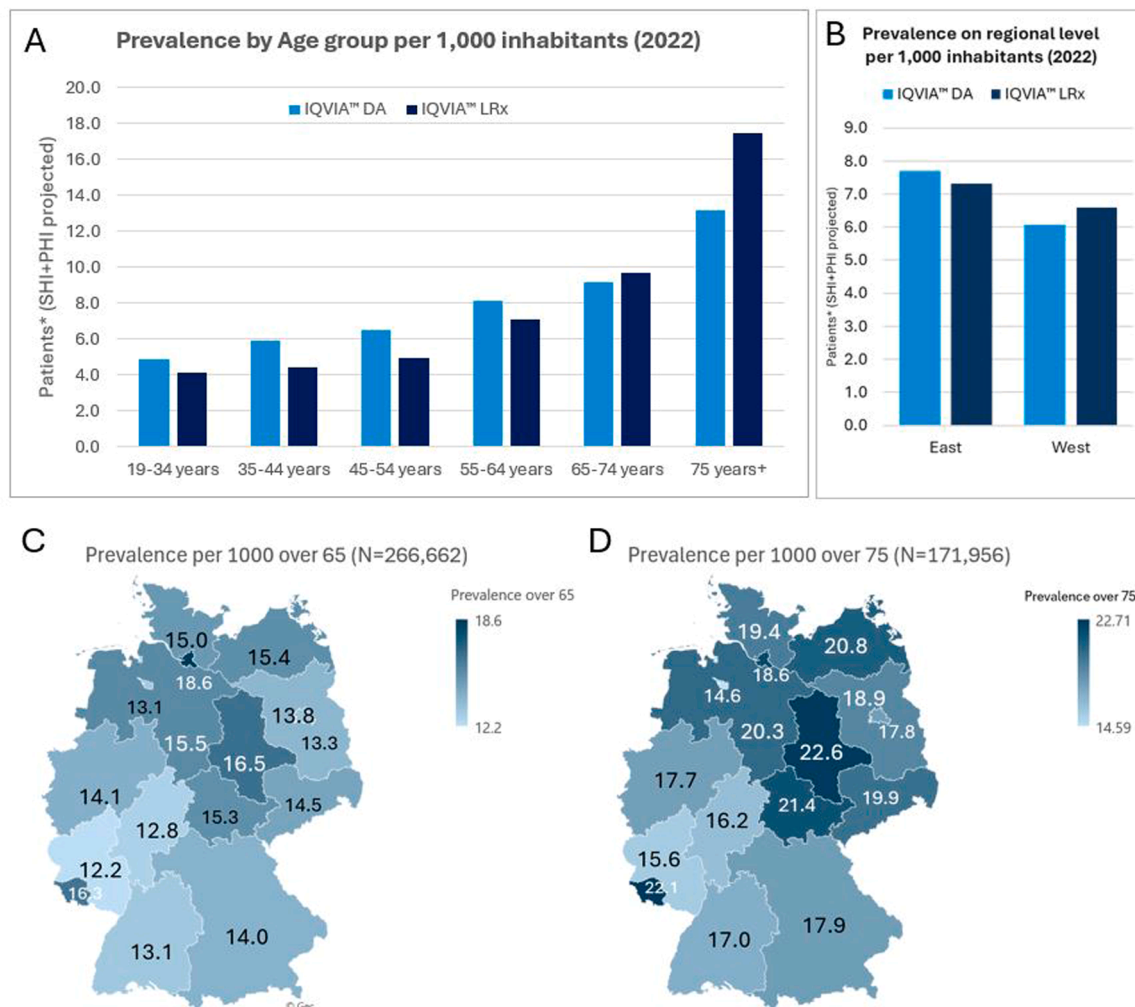 A
Prevalence by Age group per 1,000 inhabitants (2022)
IQVIA™ DA
IQVIA™ LRx
Patients* (SHI+PHI projected)
20.0
18.0
16.0
14.0
12.0
10.0
8.0
6.0
4.0
2.0
0.0
19-34 years
35-44 years
45-54 years
55-64 years
65-74 years
75 years+
B
Prevalence on regional level
per 1,000 inhabitants (2022)
IQVIA™ DA
IQVIA™ LRx
Patients* (SHI+PHI projected)
9.0
8.0
7.0
6.0
5.0
4.0
3.0
2.0
1.0
0.0
East
West
C
Prevalence per 1000 over 65 (N=266,662)
Prevalence over 65
18.6
12.2
15.0
15.4
18.6
13.1
13.8
13.3
15.5
16.5
14.1
14.5
15.3
12.8
12.2
16.3
14.0
13.1
D
Prevalence per 1000 over 75 (N=171,956)
Prevalence over 75
22.71
14.59
19.4
20.8
18.6
14.6
18.9
17.8
20.3
22.6
17.7
19.9
21.4
16.2
15.6
22.1
17.9
17.0